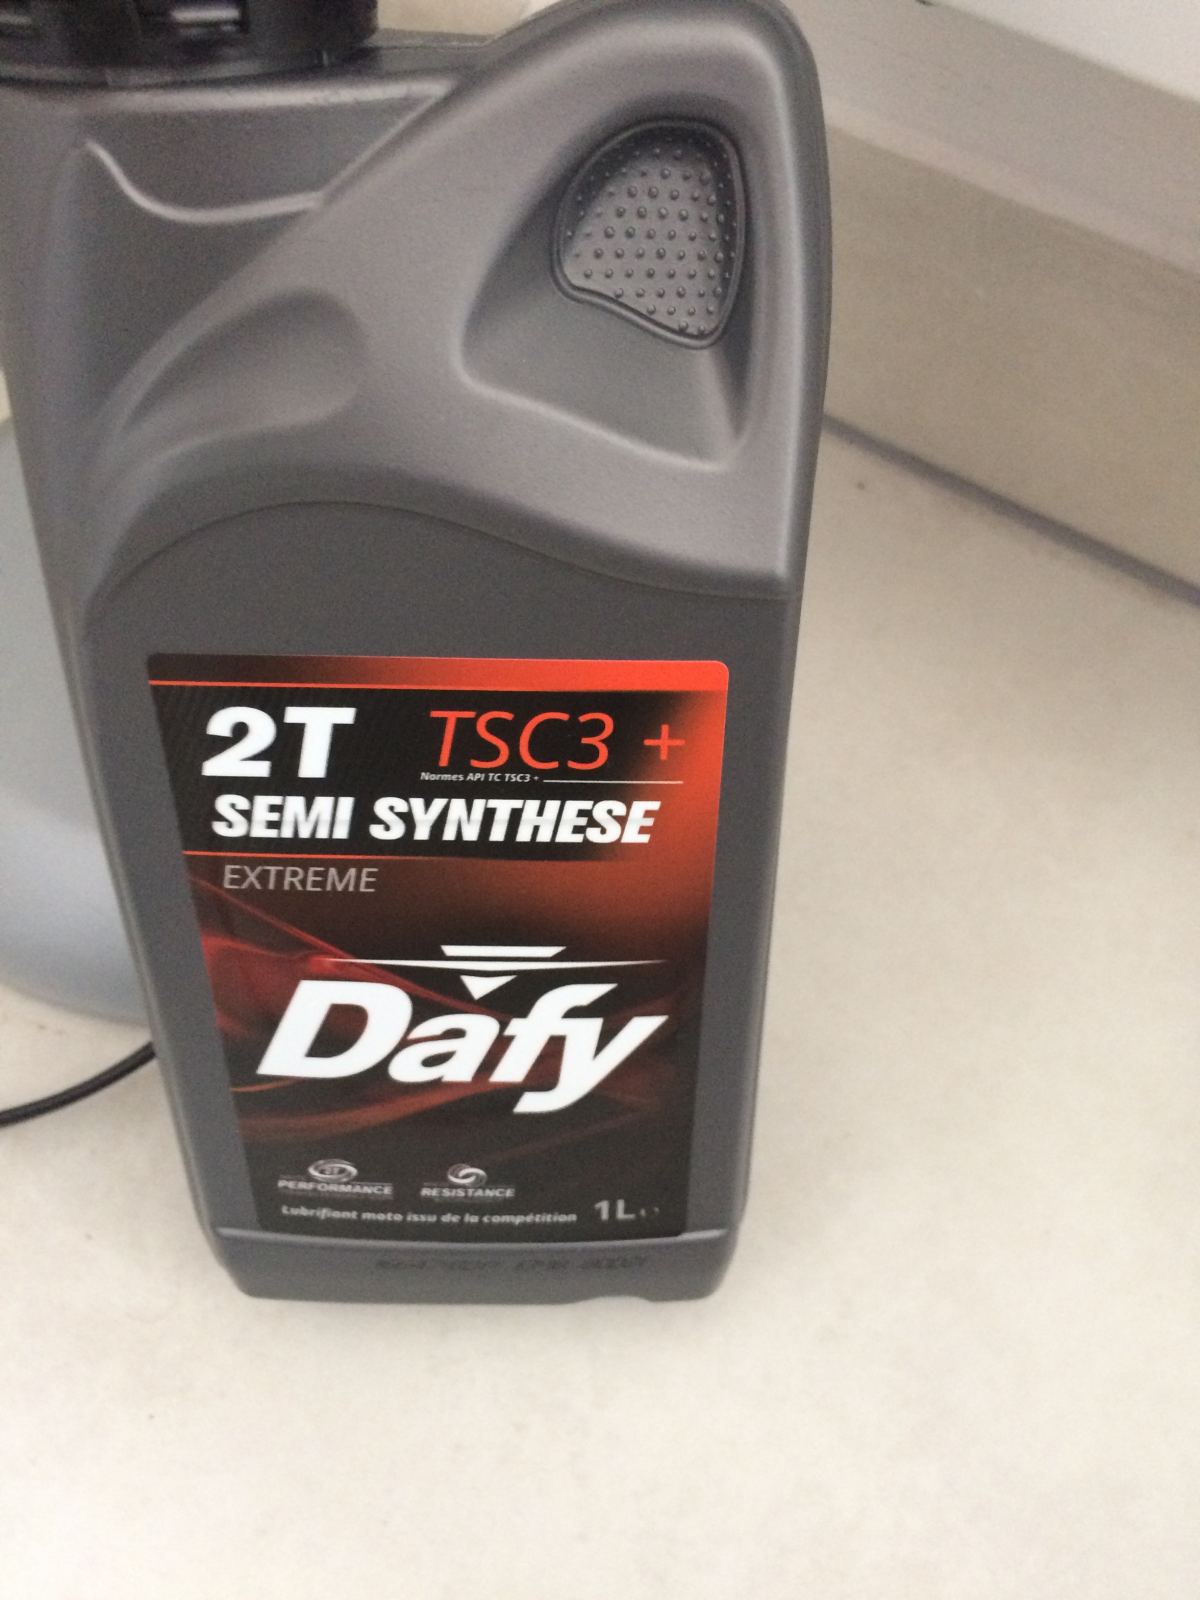 2T TSC3 +
Normes API TC TSC3 +
SEMI SYNTHESE
EXTREME
Dafy
2T
PERFORMANCE RESISTANCE
Lubrifiant moto issu de la compétition 1L